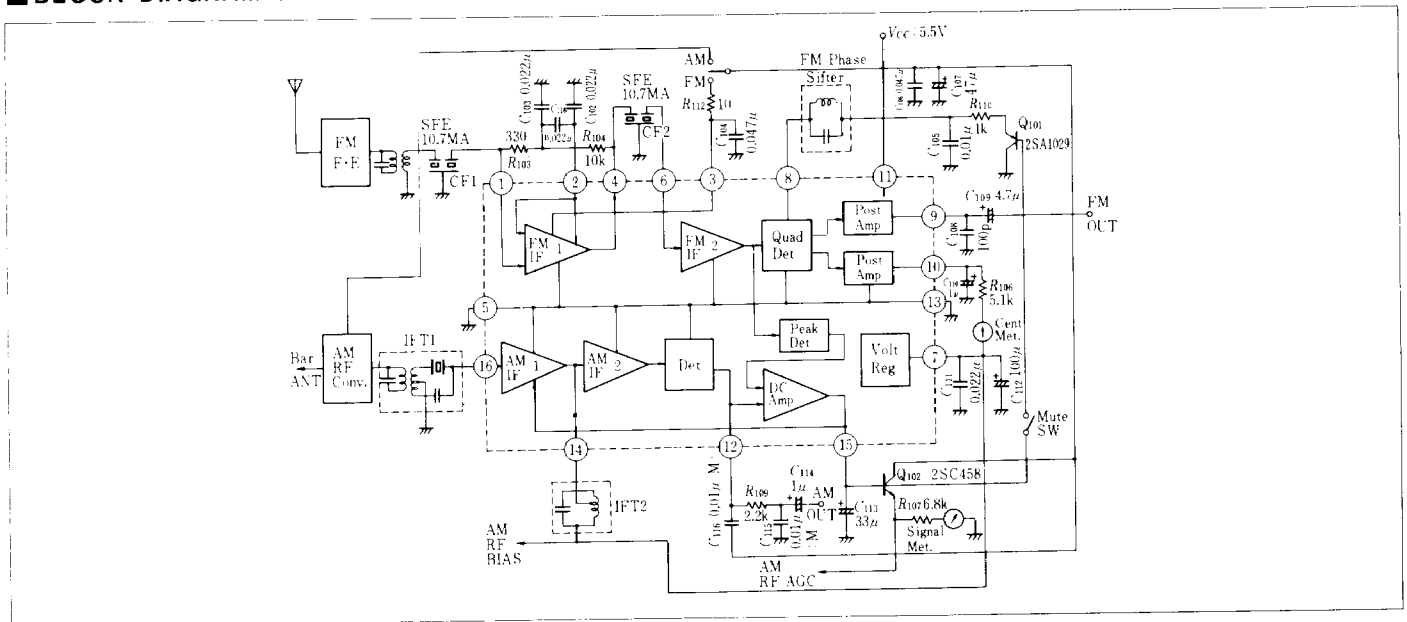 BLOCK DIAGRAM
Vcc : 5.5V
AM
FM
R112 10
C104 0.047μ
FM Phase
Sifter
C103 0.022μ
C102 0.022μ
0.022μ
SFE
10.7MA
CF2
C107 47μ
R110
1k
Q101
2SA1029
C105
0.01μ
FM
F·E
SFE
10.7MA
CF1
330
R103
R104
10k
1
2
4
6
3
8
11
C109 4.7μ
FM
OUT
FM
IF
1
FM
IF
2
Quad
Det
Post
Amp
9
C108
100p
Post
Amp
10
1μ
R106
5.1k
5
13
Cent
Met.
IFT1
Bar
ANT
AM
RF
Conv.
16
AM
IF
1
AM
IF
2
Det
Peak
Det
DC
Amp
Volt
Reg
7
C111
0.022μ
C112 100μ
Mute
SW
14
12
15
IFT2
C116 0.01μ M
R109
2.2k
C114
1μ
AM
OUT
C115
0.01μ
M
C113
33μ
Q102 2SC458
R107 6.8k
Signal
Met.
AM
RF
BIAS
AM
RF AGC